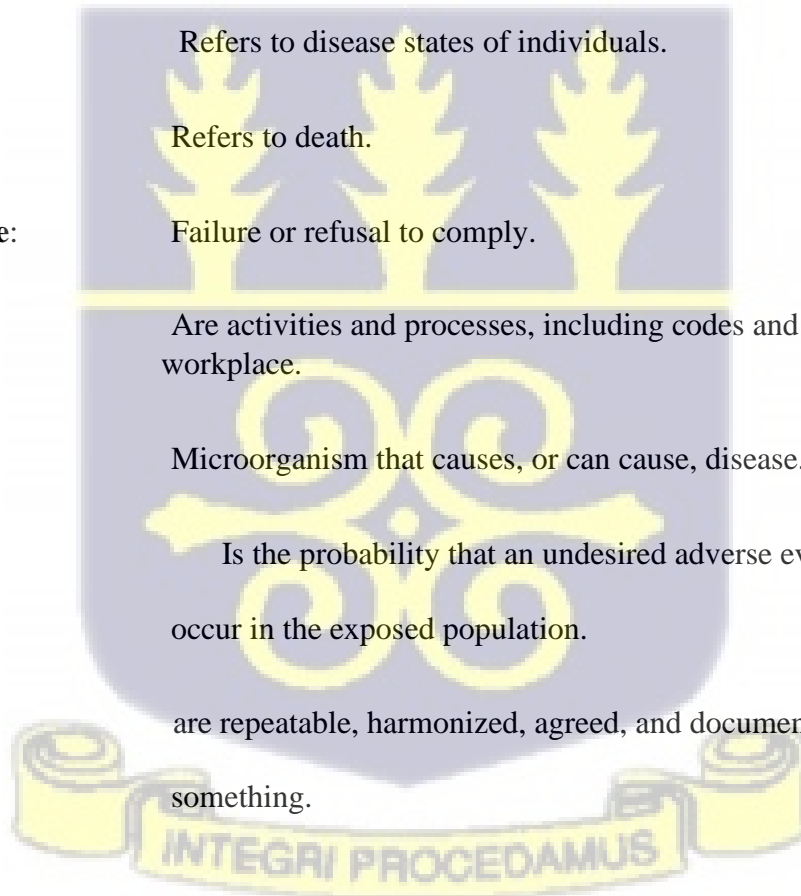 Refers to disease states of individuals.
Refers to death.
e: Failure or refusal to comply.
Are activities and processes, including codes and
workplace.
Microorganism that causes, or can cause, disease.
Is the probability that an undesired adverse ev
occur in the exposed population.
are repeatable, harmonized, agreed, and documen
something.
INTEGRI PROCEDAMUS